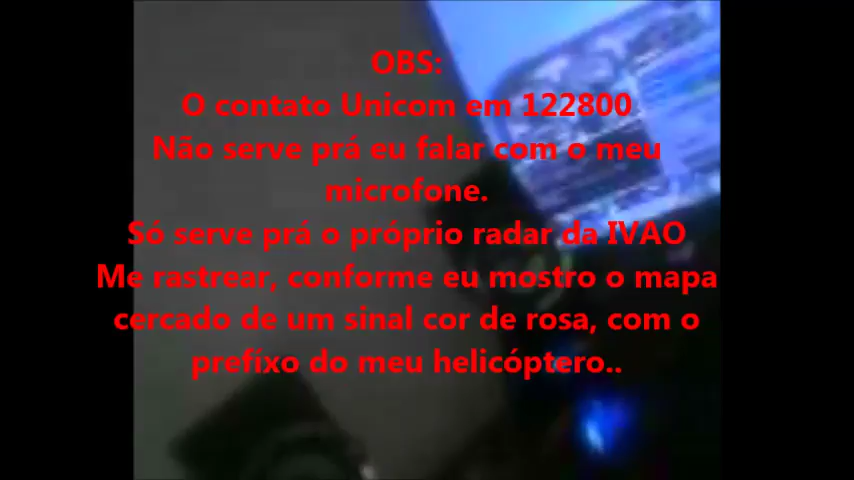 OBS:
O contato Unicom em 122800
Não serve prá eu falar com o meu
microfone.
Só serve prá o próprio radar da IVAO
Me rastrear, conforme eu mostro o mapa
cercado de um sinal cor de rosa, com o
prefíxo do meu helicóptero..